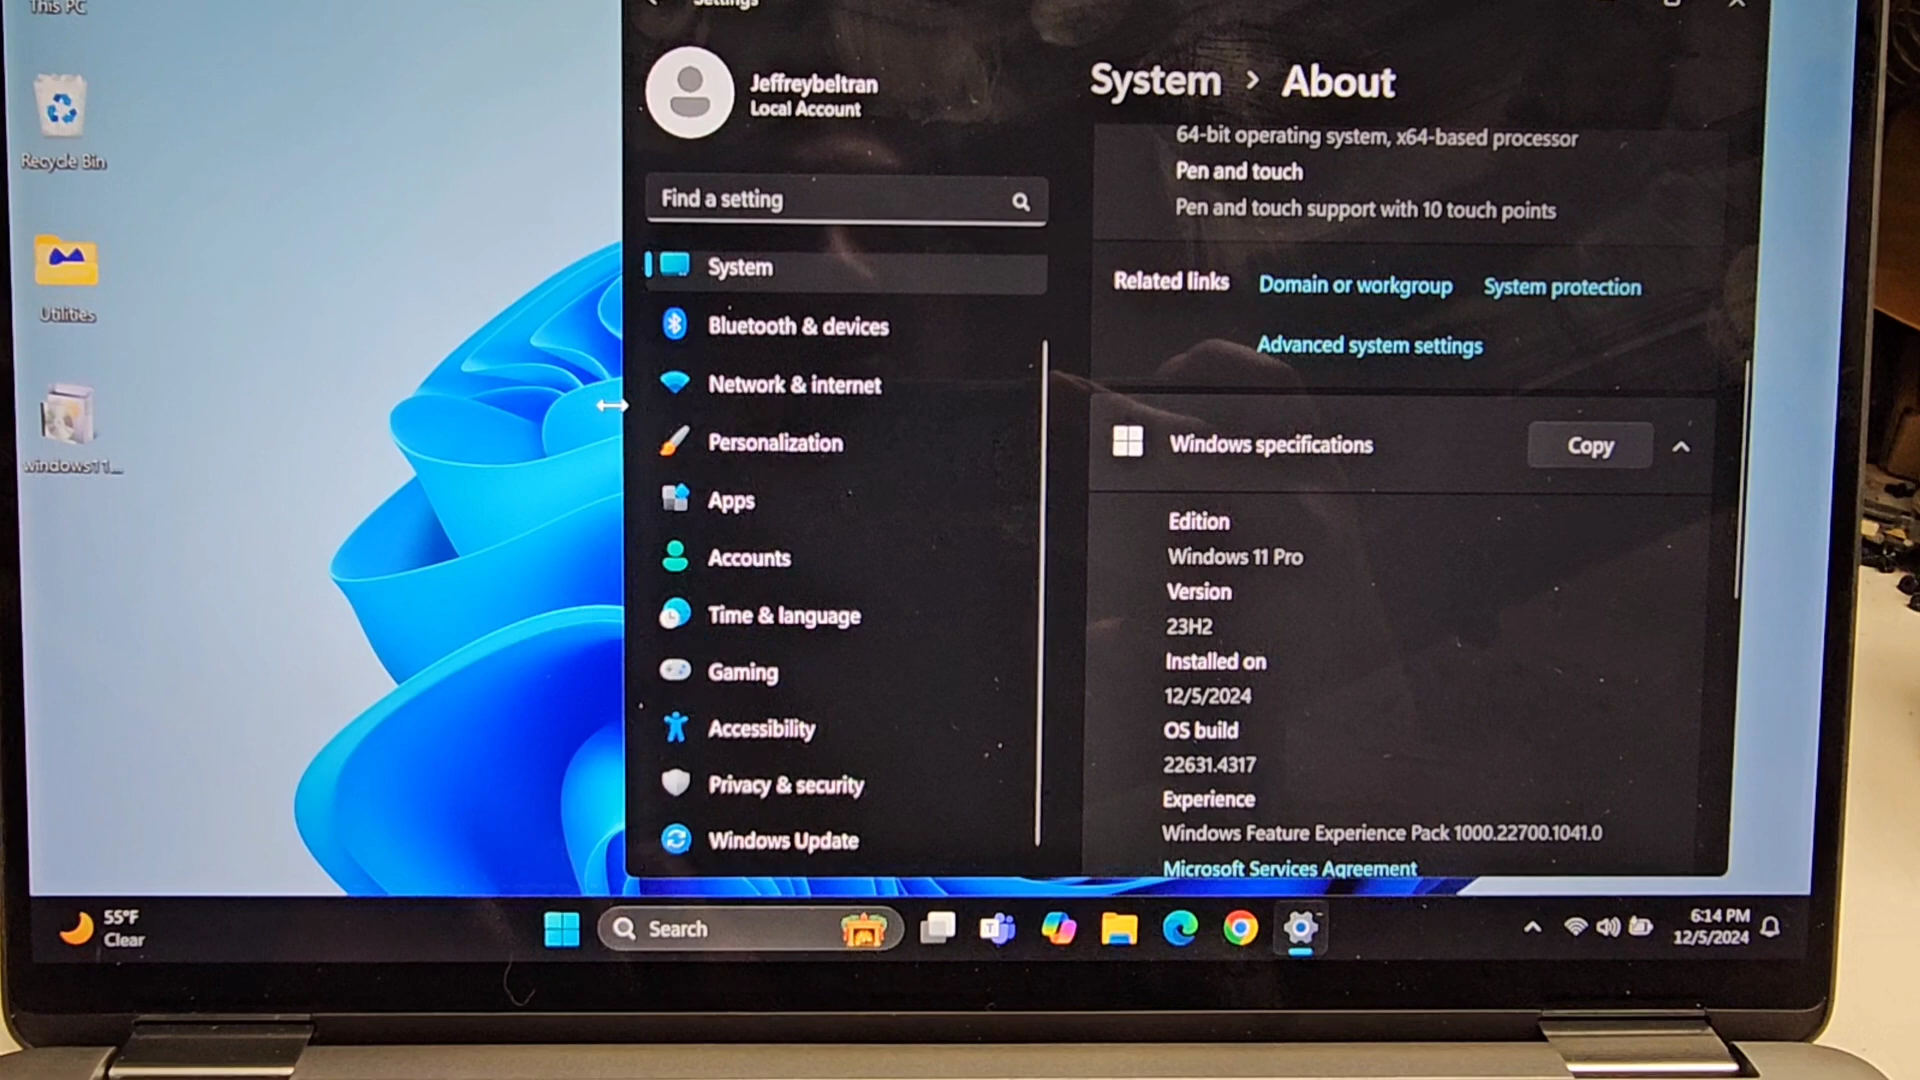 This PC
Recycle Bin
Utilities
windows11...
Settings
Jeffreybeltran
Local Account
Find a setting
System
Bluetooth & devices
Network & internet
Personalization
Apps
Accounts
Time & language
Gaming
Accessibility
Privacy & security
Windows Update
System > About
64-bit operating system, x64-based processor
Pen and touch
Pen and touch support with 10 touch points
Related links Domain or workgroup System protection
Advanced system settings
Windows specifications Copy
Edition
Windows 11 Pro
Version
23H2
Installed on
12/5/2024
OS build
22631.4317
Experience
Windows Feature Experience Pack 1000.22700.1041.0
Microsoft Services Agreement
55°F
Clear
Search
6:14 PM
12/5/2024